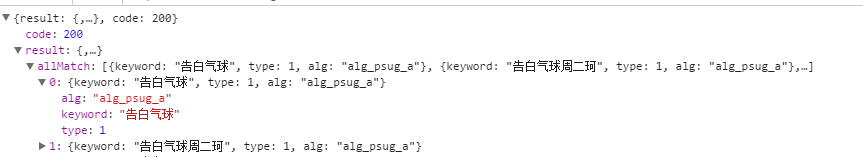 {result: {,…}, code: 200}
code: 200
result: {,…}
allMatch: [{keyword: "告白气球", type: 1, alg: "alg_psug_a"}, {keyword: "告白气球周二珂", type: 1, alg: "alg_psug_a"},…]
0: {keyword: "告白气球", type: 1, alg: "alg_psug_a"}
alg: "alg_psug_a"
keyword: "告白气球"
type: 1
1: {keyword: "告白气球周二珂", type: 1, alg: "alg_psug_a"}